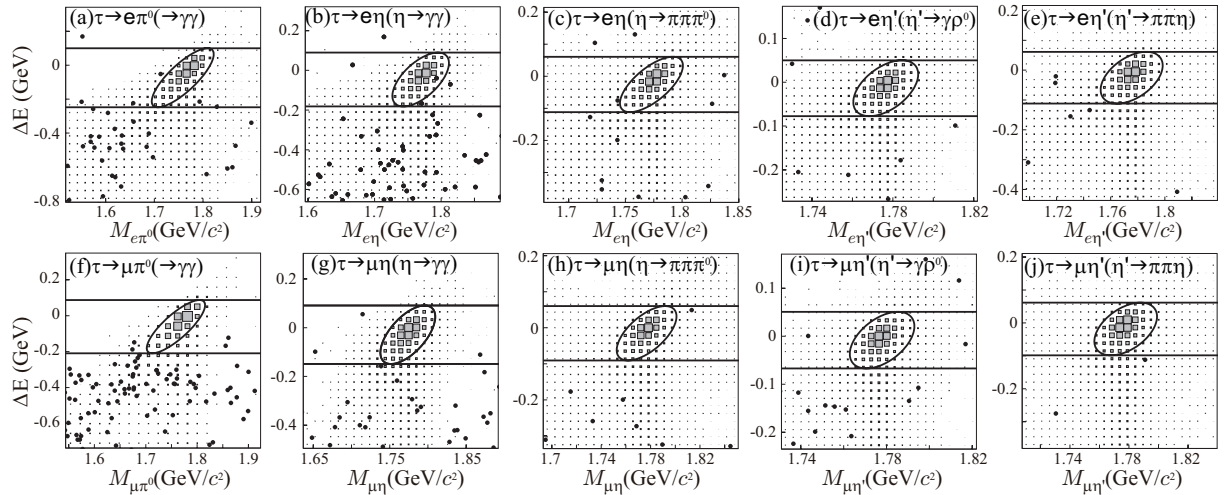 (a)τ→eπ⁰(→γγ)
(b)τ→eη(η→γγ)
(c)τ→eη(η→πππ⁰)
(d)τ→eη'(η'→γρ⁰)
(e)τ→eη'(η'→ππη)
ΔE (GeV)
0 -0.4 -0.8
0.2 0 -0.2 -0.4 -0.6
0.2 0 -0.2
0.1 0 -0.1 -0.2
0.2 0 -0.2 -0.4
1.6 1.7 1.8 1.9
1.6 1.7 1.8
1.7 1.75 1.8 1.85
1.74 1.78 1.82
1.72 1.76 1.8
M_eπ⁰(GeV/c²)
M_eη(GeV/c²)
M_eη(GeV/c²)
M_eη'(GeV/c²)
M_eη'(GeV/c²)
(f)τ→μπ⁰(→γγ)
(g)τ→μη(η→γγ)
(h)τ→μη(η→πππ⁰)
(i)τ→μη'(η'→γρ⁰)
(j)τ→μη'(η'→ππη)
ΔE (GeV)
0.2 0 -0.2 -0.4 -0.6
0.2 0 -0.2 -0.4
0.2 0 -0.2
0.1 0 -0.1 -0.2
0.2 0 -0.2
1.6 1.7 1.8 1.9
1.65 1.75 1.85
1.7 1.74 1.78 1.82
1.74 1.78 1.82
1.74 1.78 1.82
M_μπ⁰(GeV/c²)
M_μη(GeV/c²)
M_μη(GeV/c²)
M_μη'(GeV/c²)
M_μη'(GeV/c²)